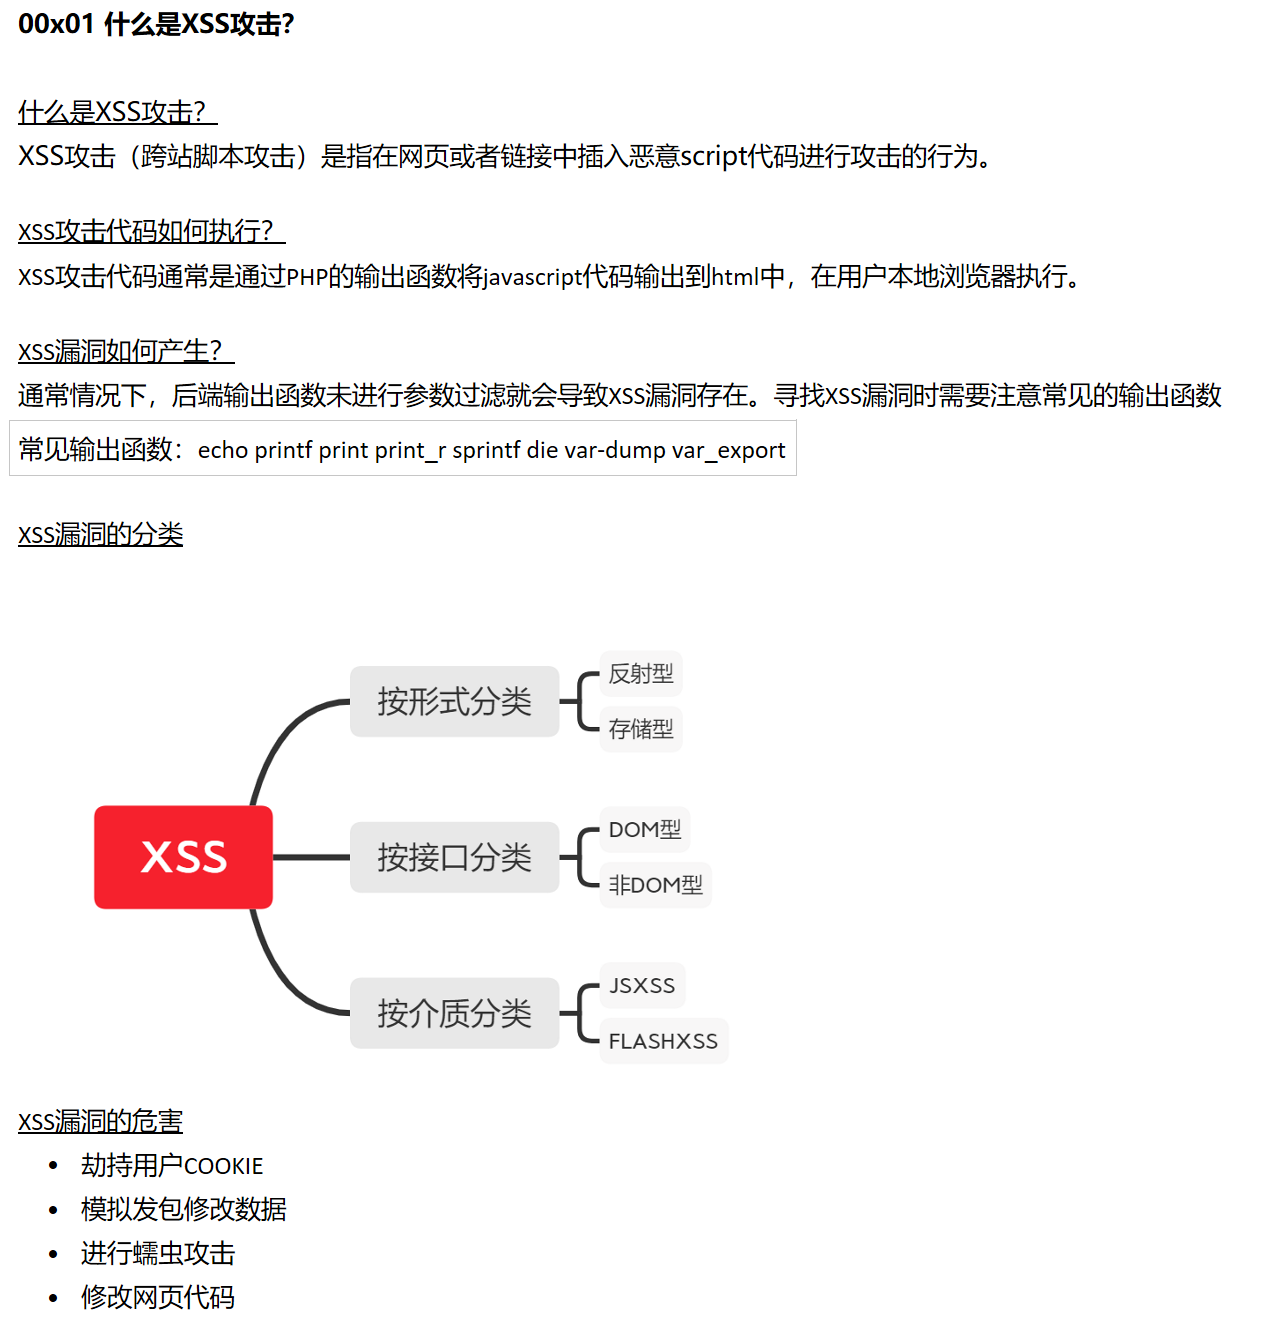 00x01 什么是XSS攻击？
什么是XSS攻击？
XSS攻击（跨站脚本攻击）是指在网页或者链接中插入恶意script代码进行攻击的行为。
XSS攻击代码如何执行？
XSS攻击代码通常是通过PHP的输出函数将javascript代码输出到html中，在用户本地浏览器执行。
XSS漏洞如何产生？
通常情况下，后端输出函数未进行参数过滤就会导致XSS漏洞存在。寻找XSS漏洞时需要注意常见的输出函数
常见输出函数：echo printf print print_r sprintf die var-dump var_export
XSS漏洞的分类
XSS
按形式分类
反射型
存储型
按接口分类
DOM型
非DOM型
按介质分类
JSXSS
FLASHXSS
XSS漏洞的危害
• 劫持用户COOKIE
• 模拟发包修改数据
• 进行蠕虫攻击
• 修改网页代码